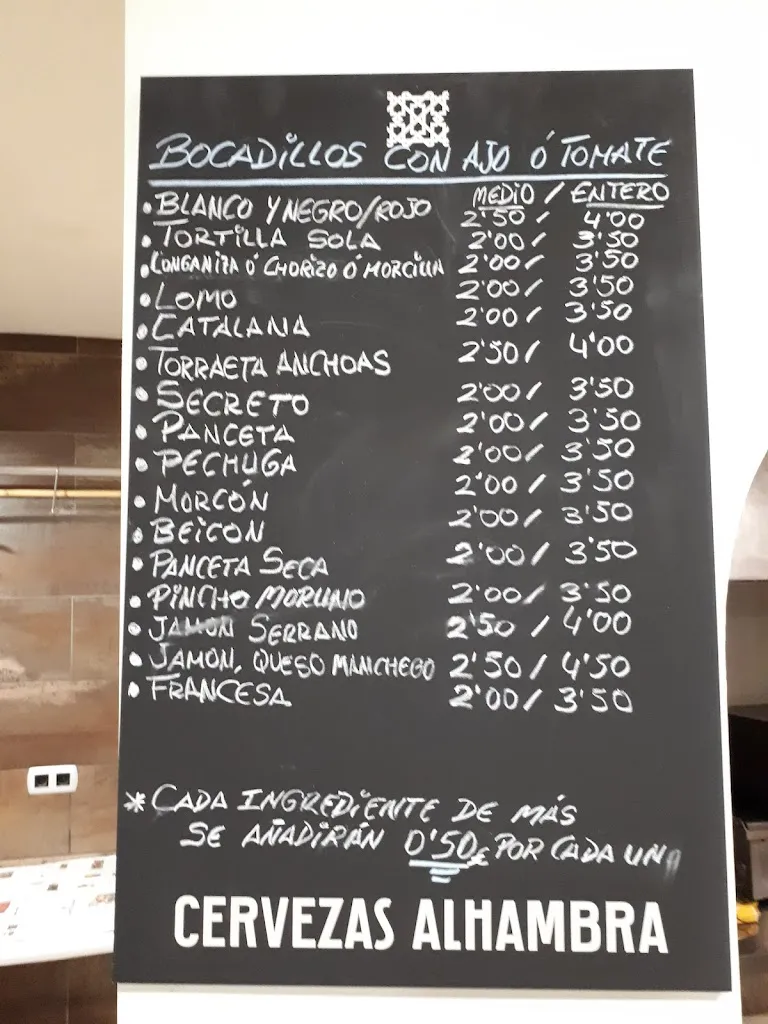 BOCADILLOS CON AJO Ó TOMATE
MEDIO / ENTERO
• BLANCO Y NEGRO/ROJO 2'50 / 4'00
• TORTILLA SOLA 2'00 / 3'50
• LONGANIZA Ó CHORIZO Ó MORCILLA 2'00 / 3'50
• LOMO 2'00 / 3'50
• CATALANA 2'00 / 3'50
• TORRAETA ANCHOAS 2'50 / 4'00
• SECRETO 2'00 / 3'50
• PANCETA 2'00 / 3'50
• PECHUGA 2'00 / 3'50
• MORCÓN 2'00 / 3'50
• BEICON 2'00 / 3'50
• PANCETA SECA 2'00 / 3'50
• PINCHO MORUNO 2'00 / 3'50
• JAMON SERRANO 2'50 / 4'00
• JAMON, QUESO MANCHEGO 2'50 / 4'50
• FRANCESA 2'00 / 3'50
* CADA INGREDIENTE DE MÁS
SE AÑADIRÁN 0'50€ POR CADA UNA
CERVEZAS ALHAMBRA